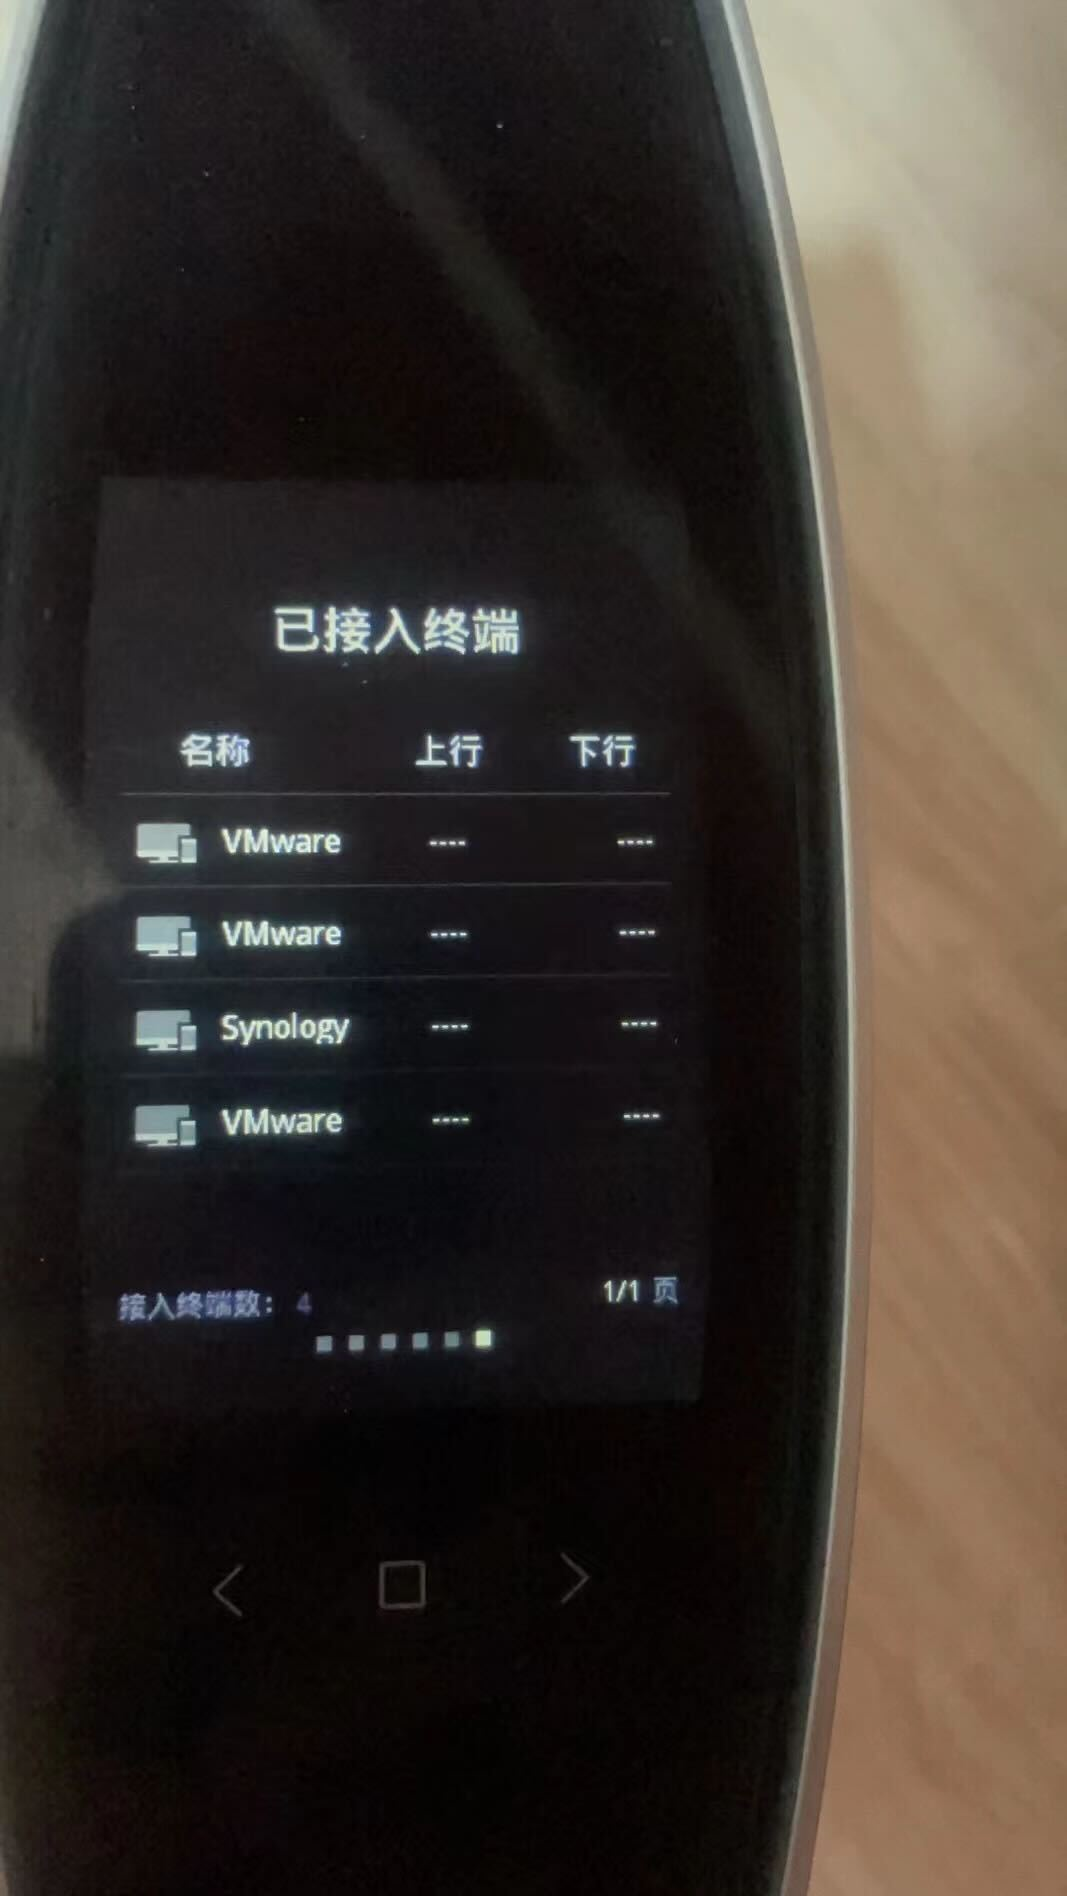 已接入终端
名称 上行 下行
VMware ---- ----
VMware ---- ----
Synology ---- ----
VMware ---- ----
接入终端数： 4 1/1 页